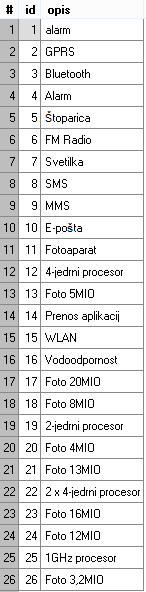 # id opis
1 1 alarm
2 2 GPRS
3 3 Bluetooth
4 4 Alarm
5 5 Štoparica
6 6 FM Radio
7 7 Svetilka
8 8 SMS
9 9 MMS
10 10 E-pošta
11 11 Fotoaparat
12 12 4-jedrni procesor
13 13 Foto 5MIO
14 14 Prenos aplikacij
15 15 WLAN
16 16 Vodoodpornost
17 17 Foto 20MIO
18 18 Foto 8MIO
19 19 2-jedrni procesor
20 20 Foto 4MIO
21 21 Foto 13MIO
22 22 2 x 4-jedrni procesor
23 23 Foto 16MIO
24 24 Foto 12MIO
25 25 1GHz procesor
26 26 Foto 3,2MIO